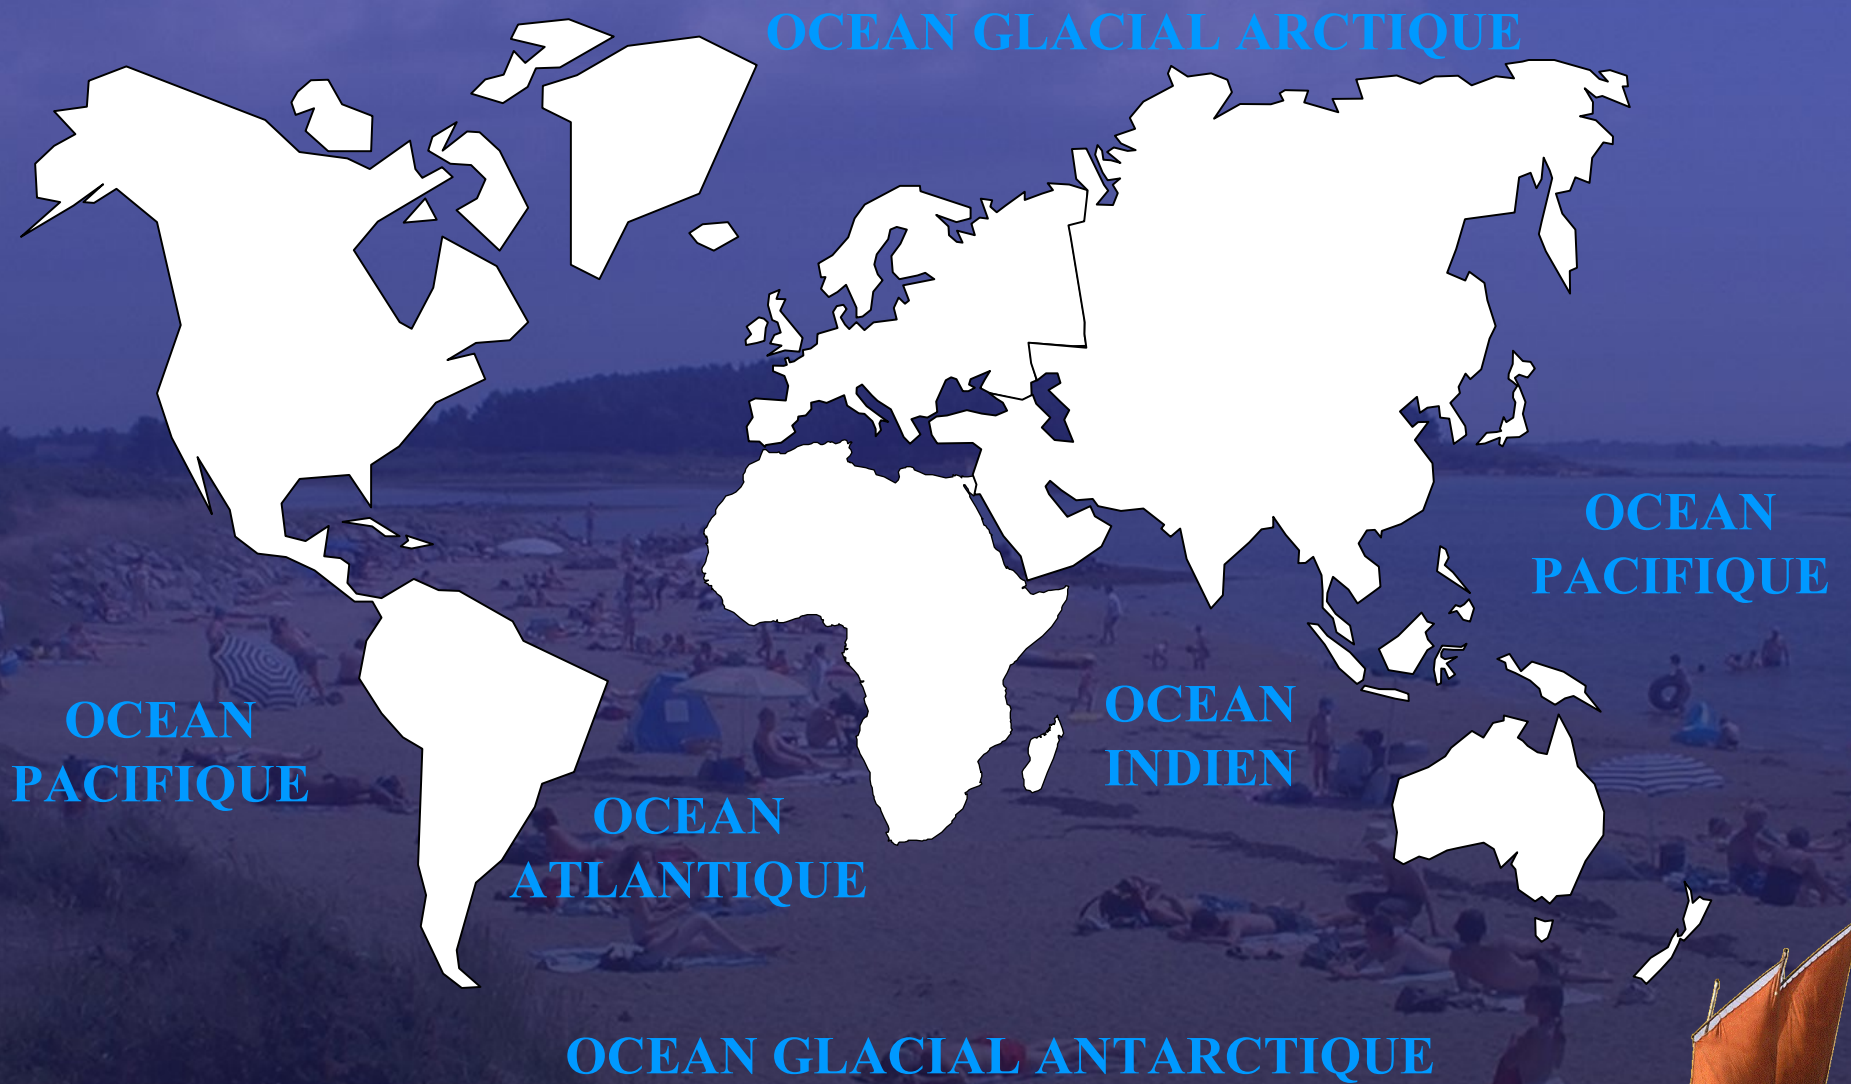 OCEAN GLACIAL ARCTIQUE
OCEAN
PACIFIQUE
OCEAN
PACIFIQUE
OCEAN
INDIEN
OCEAN
ATLANTIQUE
OCEAN GLACIAL ANTARCTIQUE